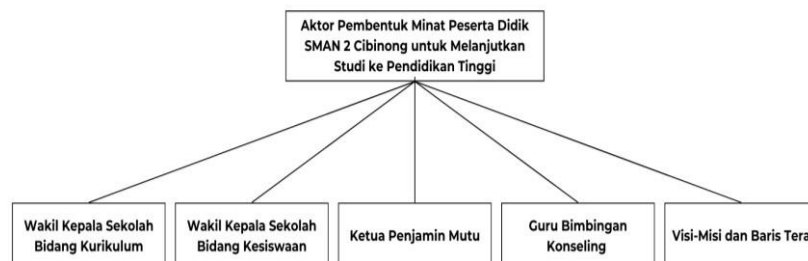 Aktor Pembentuk Minat Peserta Didik
SMAN 2 Cibinong untuk Melanjutkan
Studi ke Pendidikan Tinggi
Wakil Kepala Sekolah
Bidang Kurikulum
Wakil Kepala Sekolah
Bidang Kesiswaan
Ketua Penjamin Mutu
Guru Bimbingan
Konseling
Visi-Misi dan Baris Tera